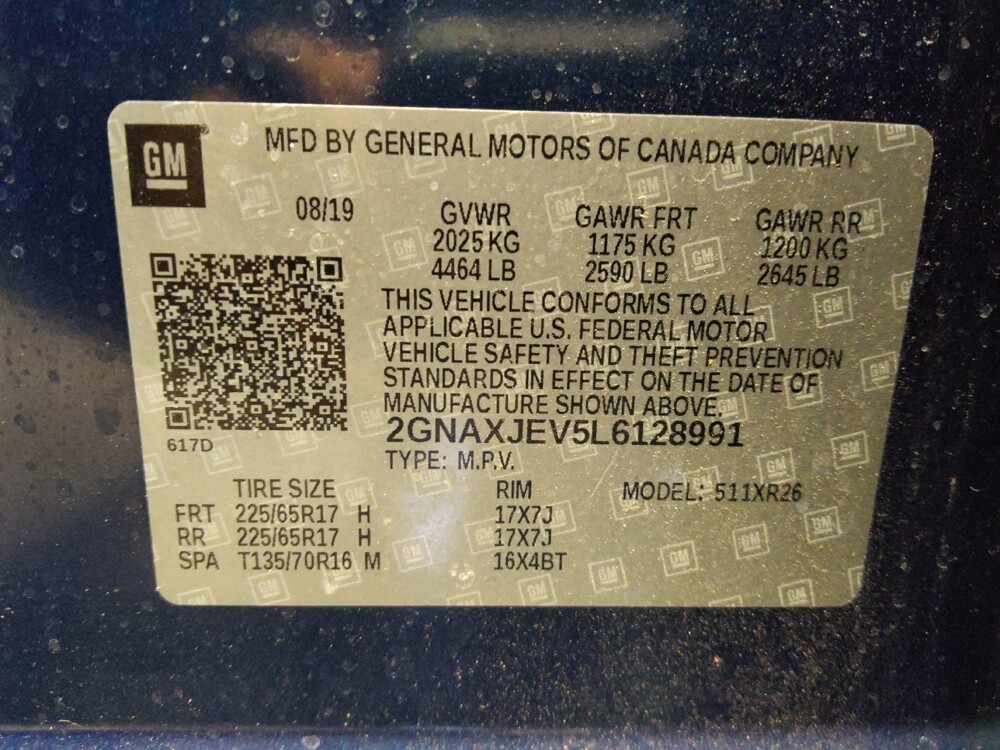 GM
MFD BY GENERAL MOTORS OF CANADA COMPANY
08/19 GVWR GAWR FRT GAWR RR
2025 KG 1175 KG 1200 KG
4464 LB 2590 LB 2645 LB
THIS VEHICLE CONFORMS TO ALL
APPLICABLE U.S. FEDERAL MOTOR
VEHICLE SAFETY AND THEFT PREVENTION
STANDARDS IN EFFECT ON THE DATE OF
MANUFACTURE SHOWN ABOVE.
617D
2GNAXJEV5L6128991
TYPE: M.P.V.
TIRE SIZE RIM MODEL: 511XR26
FRT 225/65R17 H 17X7J
RR 225/65R17 H 17X7J
SPA T135/70R16 M 16X4BT